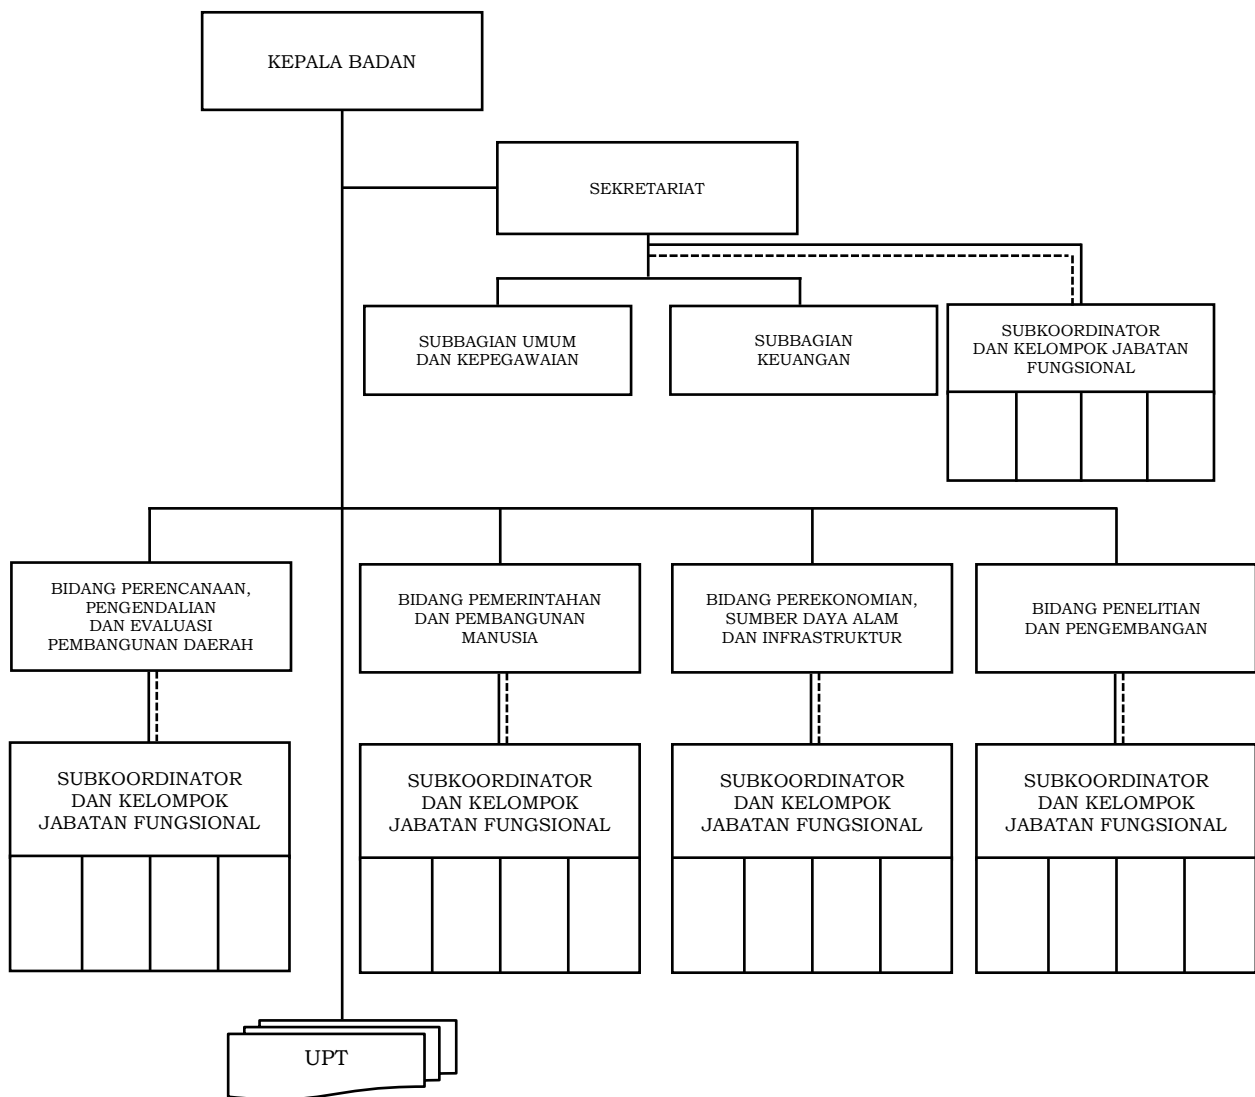 KEPALA BADAN
SEKRETARIAT
SUBBAGIAN UMUM
DAN KEPEGAWAIAN
SUBBAGIAN
KEUANGAN
SUBKOORDINATOR
DAN KELOMPOK JABATAN
FUNGSIONAL
BIDANG PERENCANAAN,
PENGENDALIAN
DAN EVALUASI
PEMBANGUNAN DAERAH
BIDANG PEMERINTAHAN
DAN PEMBANGUNAN
MANUSIA
BIDANG PEREKONOMIAN,
SUMBER DAYA ALAM
DAN INFRASTRUKTUR
BIDANG PENELITIAN
DAN PENGEMBANGAN
SUBKOORDINATOR
DAN KELOMPOK
JABATAN FUNGSIONAL
SUBKOORDINATOR
DAN KELOMPOK
JABATAN FUNGSIONAL
SUBKOORDINATOR
DAN KELOMPOK
JABATAN FUNGSIONAL
SUBKOORDINATOR
DAN KELOMPOK
JABATAN FUNGSIONAL
UPT